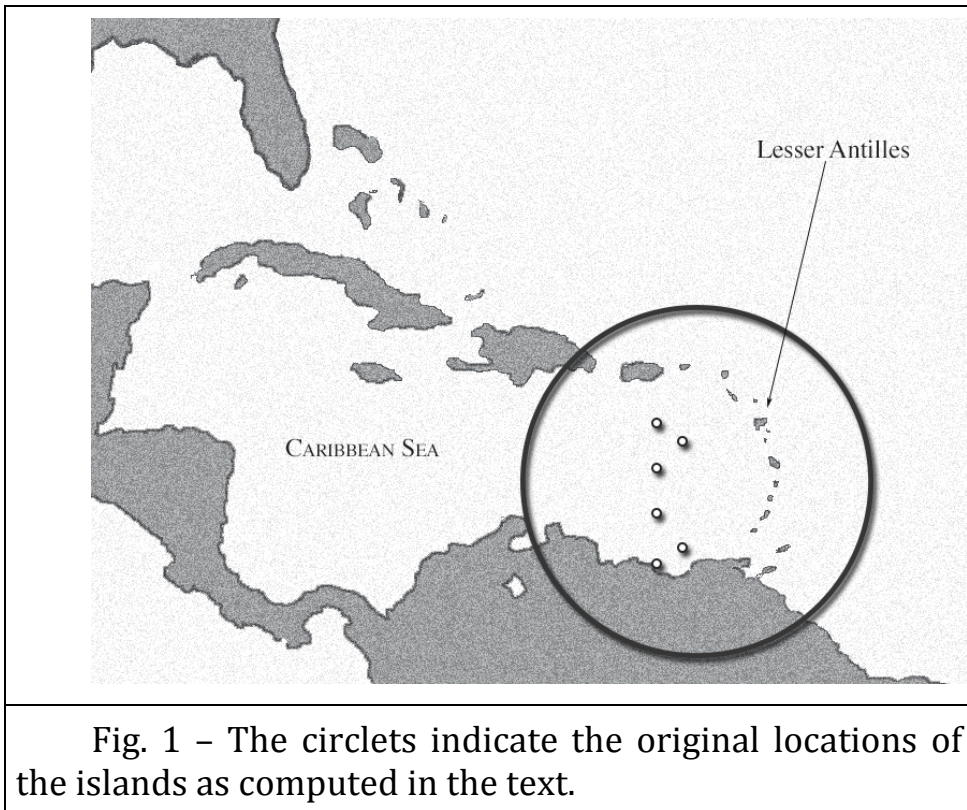 Lesser Antilles
CARIBBEAN SEA
Fig. 1 – The circlets indicate the original locations of
the islands as computed in the text.